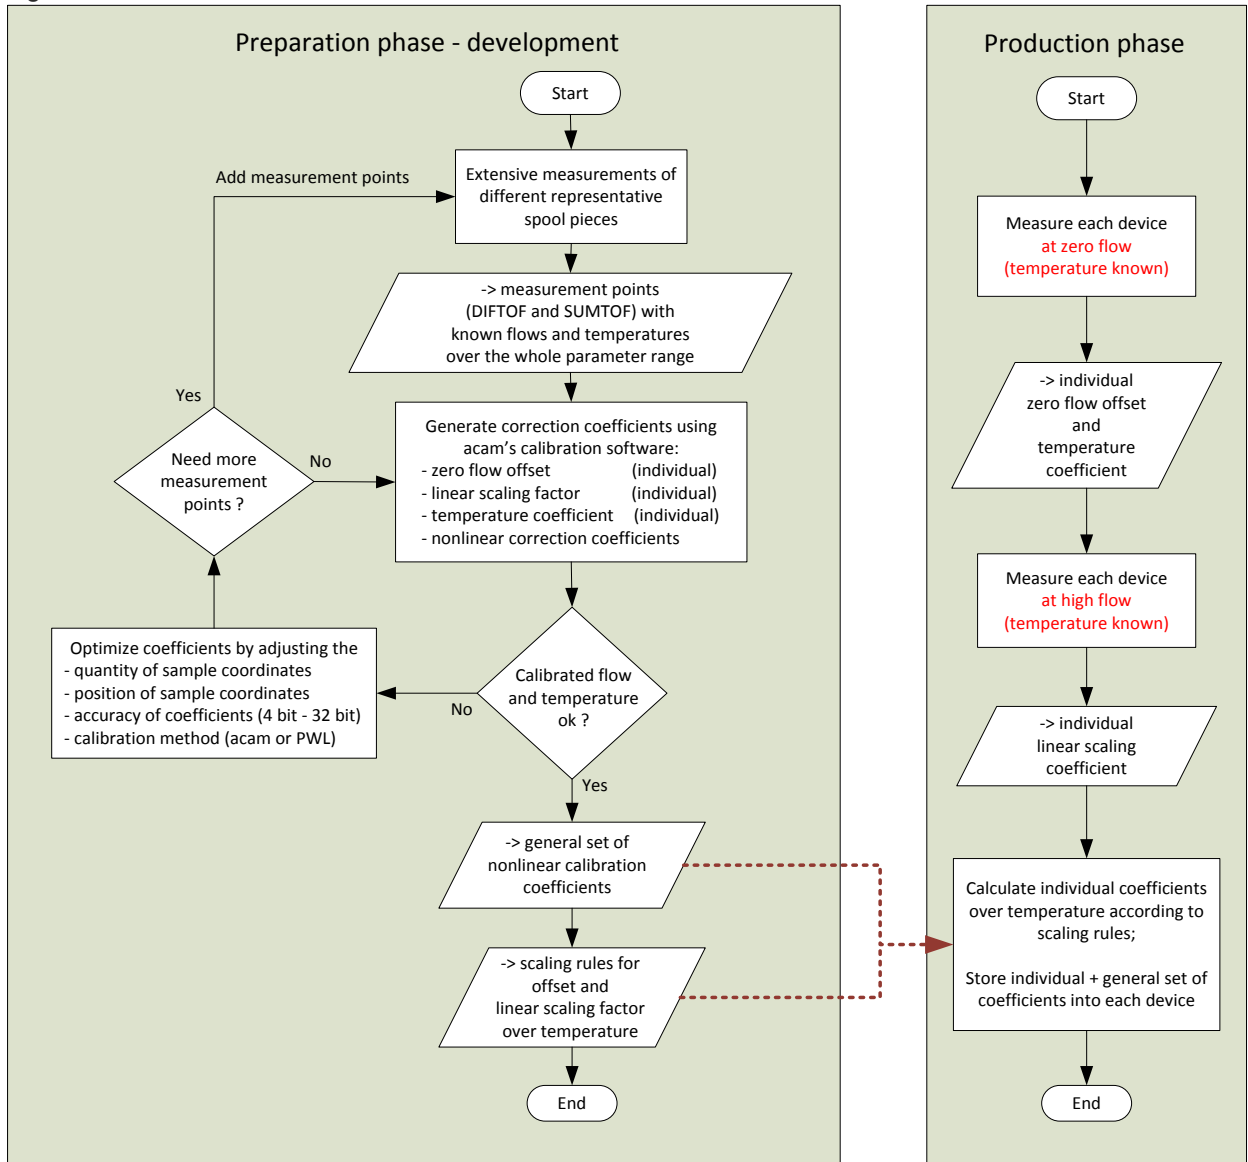 Preparation phase - development
Start
Add measurement points
Extensive measurements of
different representative
spool pieces
-> measurement points
(DIFTOF and SUMTOF) with
known flows and temperatures
over the whole parameter range
Yes
Need more
measurement
points ?
No
Generate correction coefficients using
acam's calibration software:
- zero flow offset (individual)
- linear scaling factor (individual)
- temperature coefficient (individual)
- nonlinear correction coefficients
Optimize coefficients by adjusting the
- quantity of sample coordinates
- position of sample coordinates
- accuracy of coefficients (4 bit - 32 bit)
- calibration method (acam or PWL)
No
Calibrated flow
and temperature
ok ?
Yes
-> general set of
nonlinear calibration
coefficients
-> scaling rules for
offset and
linear scaling factor
over temperature
End
Production phase
Start
Measure each device
at zero flow
(temperature known)
-> individual
zero flow offset
and
temperature
coefficient
Measure each device
at high flow
(temperature known)
-> individual
linear scaling
coefficient
Calculate individual coefficients
over temperature according to
scaling rules;
Store individual + general set of
coefficients into each device
End